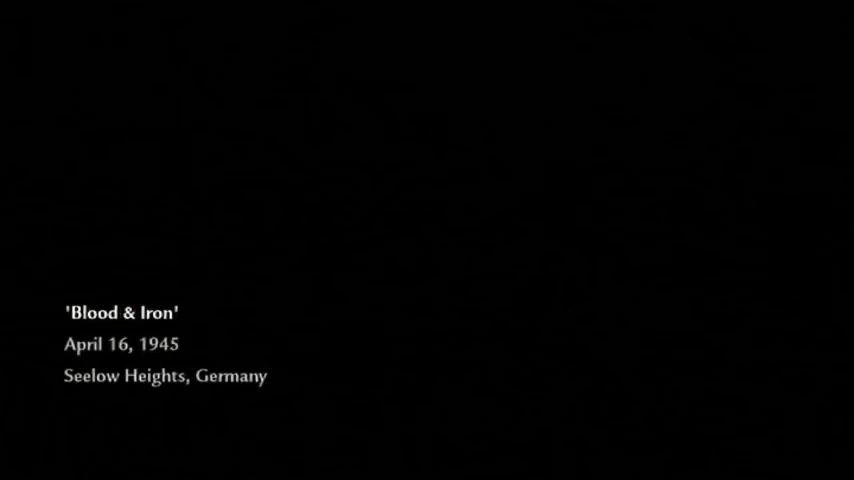 'Blood & Iron'
April 16, 1945
Seelow Heights, Germany